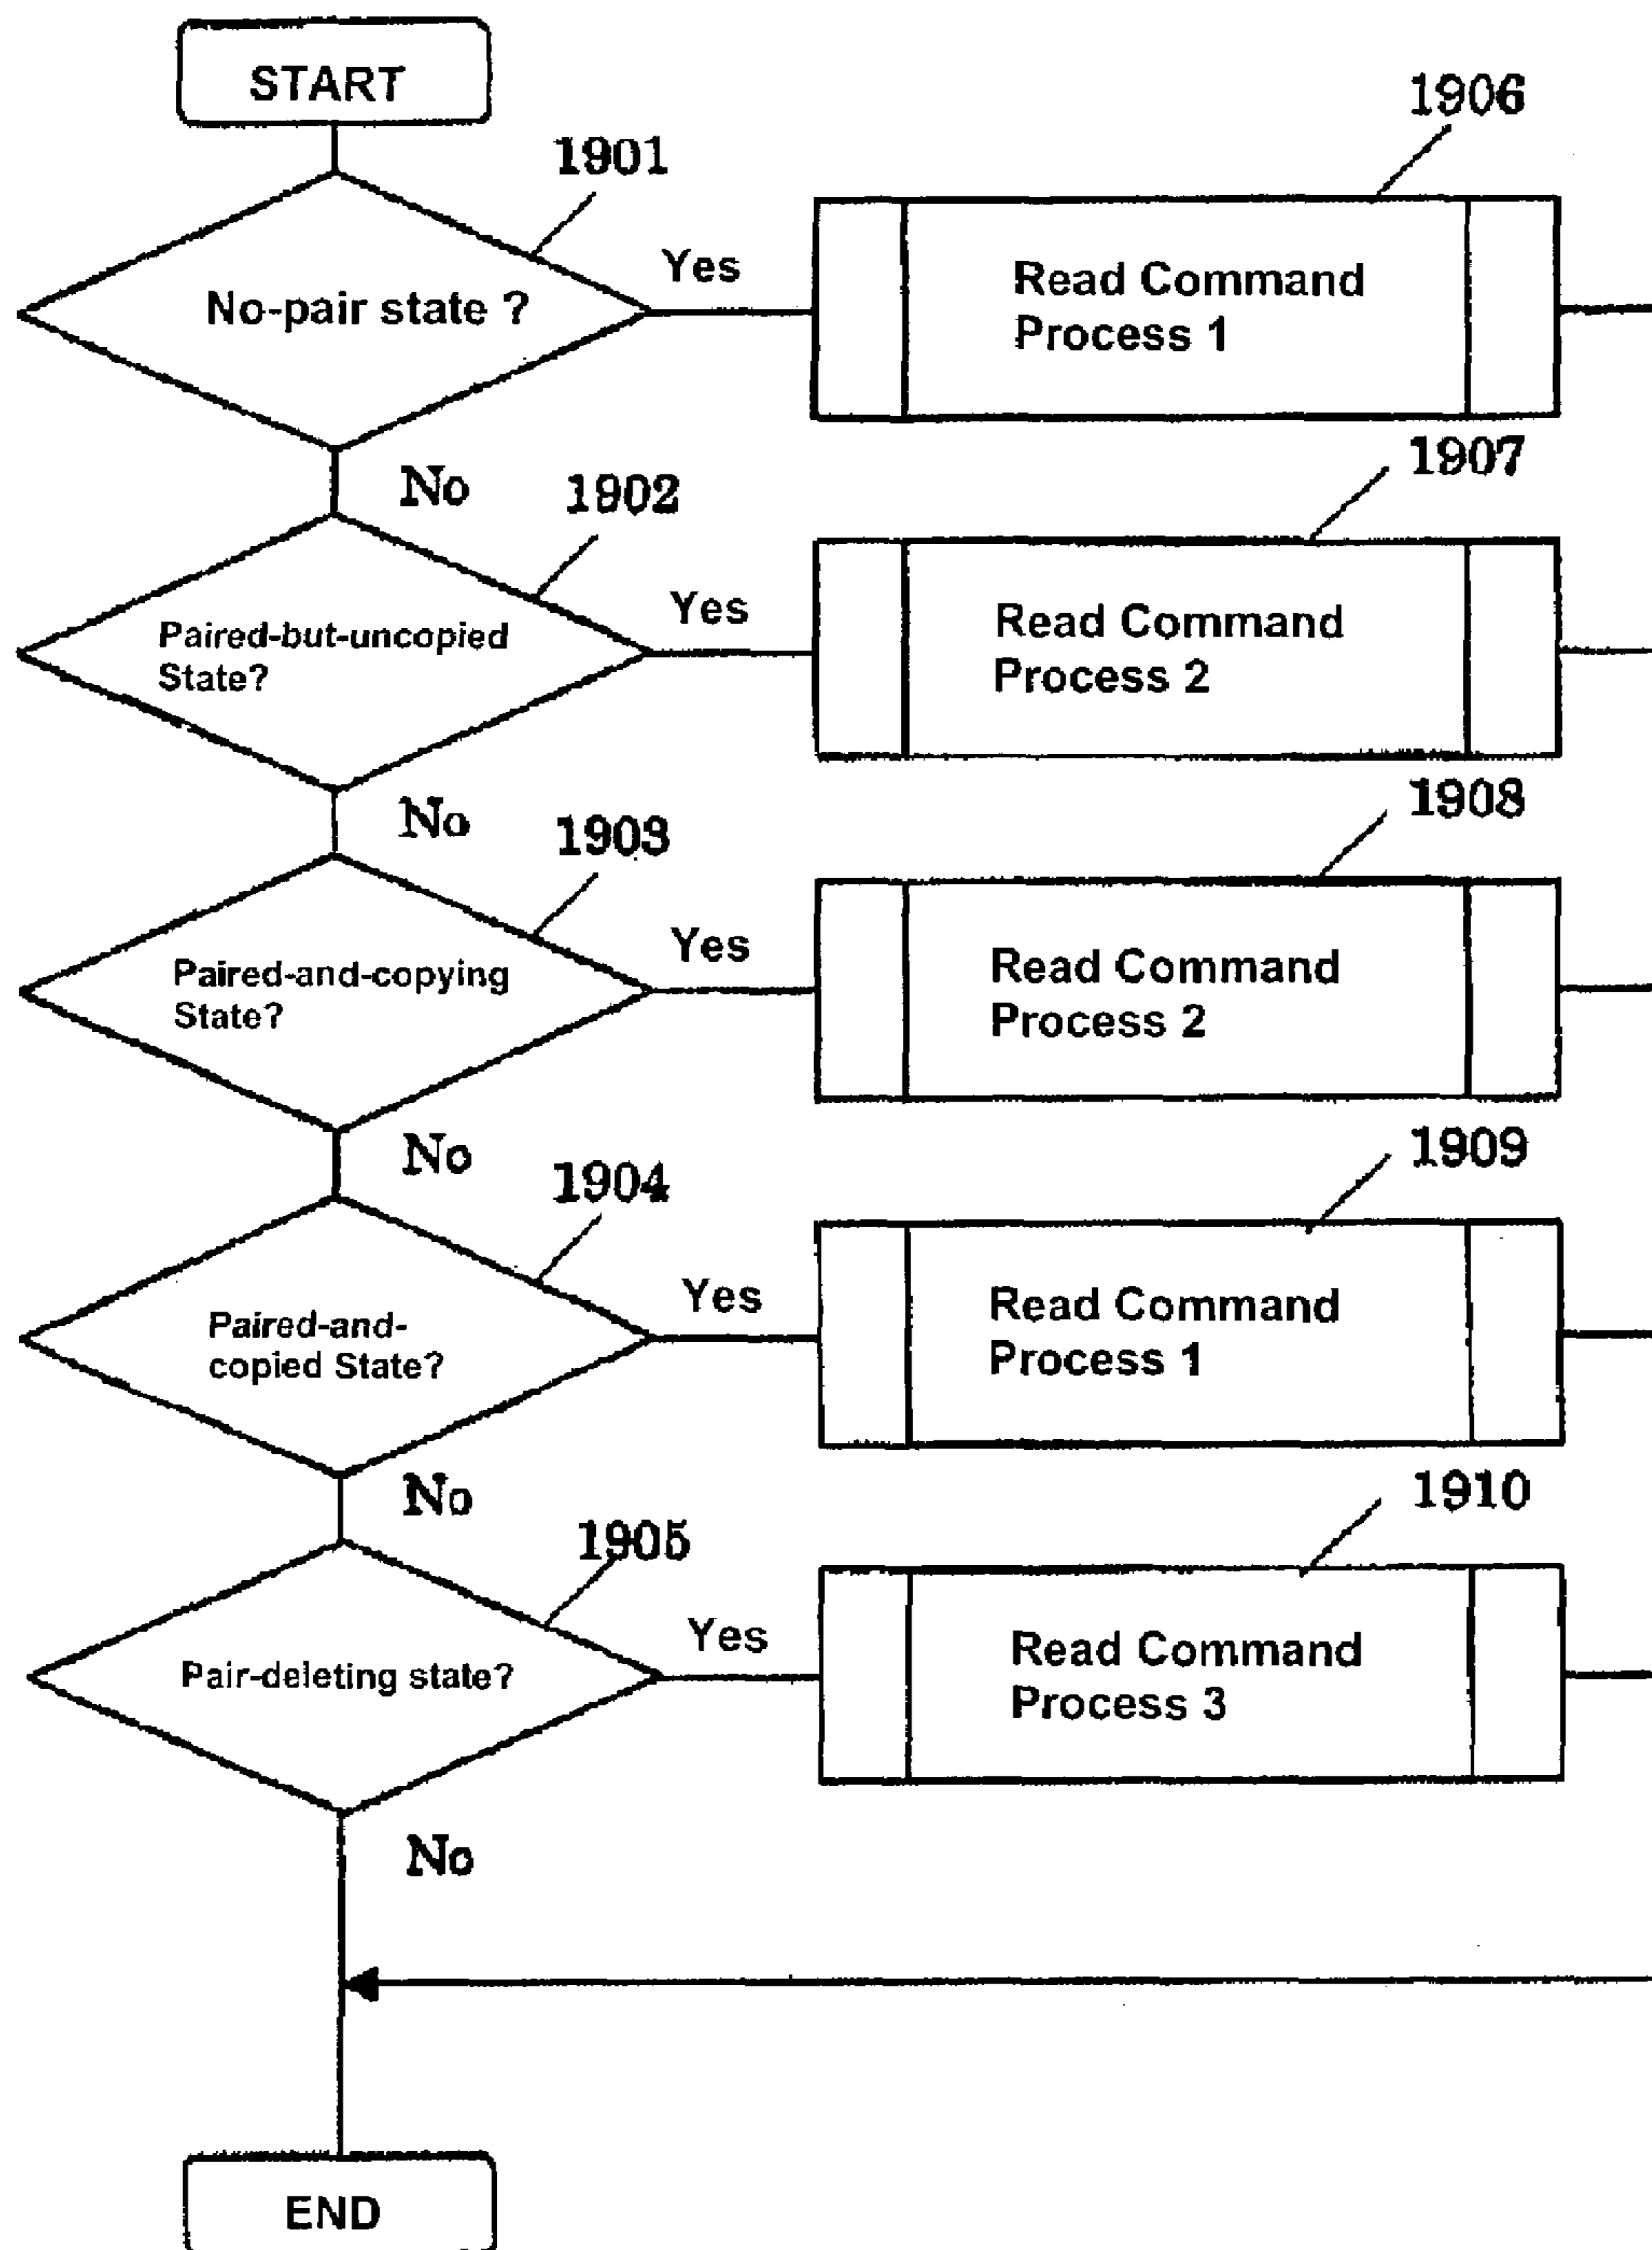 START
1906
1901
Yes
No-pair state ?
Read Command
Process 1
No
1907
1902
Yes
Paired-but-uncopied
State?
Read Command
Process 2
No
1908
1903
Yes
Paired-and-copying
State?
Read Command
Process 2
No
1909
1904
Yes
Paired-and-
copied State?
Read Command
Process 1
No
1910
1905
Yes
Pair-deleting state?
Read Command
Process 3
No
END